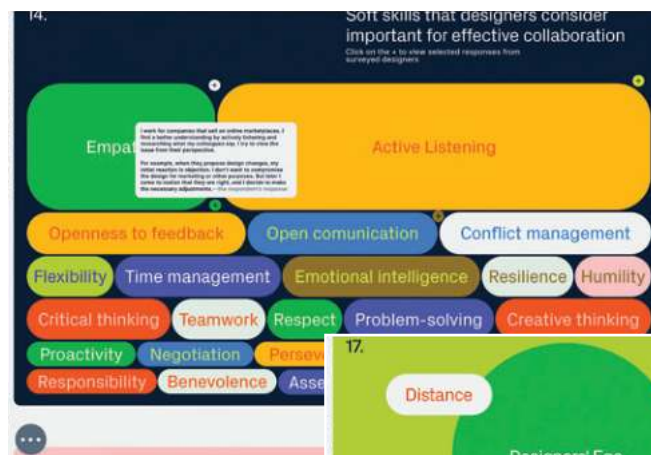 14.
Soft skills that designers consider
important for effective collaboration
Click on the + to view selected responses from
surveyed designers
Empat
Active Listening
I work for companies that sell on online marketplaces. I
find a better understanding by actively listening and
researching what my colleagues say. I try to view the
issue from their perspective.
For example, when they propose design changes, my
initial reaction is objection. I don't want to compromise
the design for marketing or other purposes. But later I
come to realize that they are right, and I decide to make
the necessary adjustments. – the respondent's response
Openness to feedback
Open comunication
Conflict management
Flexibility
Time management
Emotional intelligence
Resilience
Humility
Critical thinking
Teamwork
Respect
Problem-solving
Creative thinking
Proactivity
Negotiation
Perseve
Responsibility
Benevolence
Asse
17.
Distance